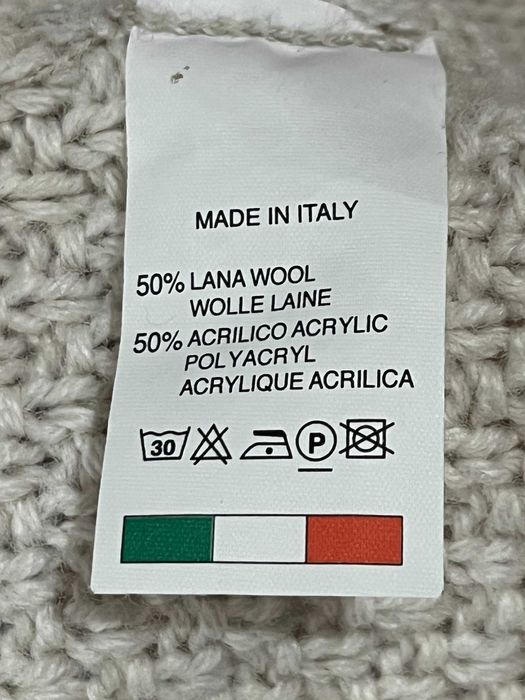 MADE IN ITALY
50% LANA WOOL
WOLLE LAINE
50% ACRILICO ACRYLIC
POLYACRYL
ACRYLIQUE ACRILICA
30 P